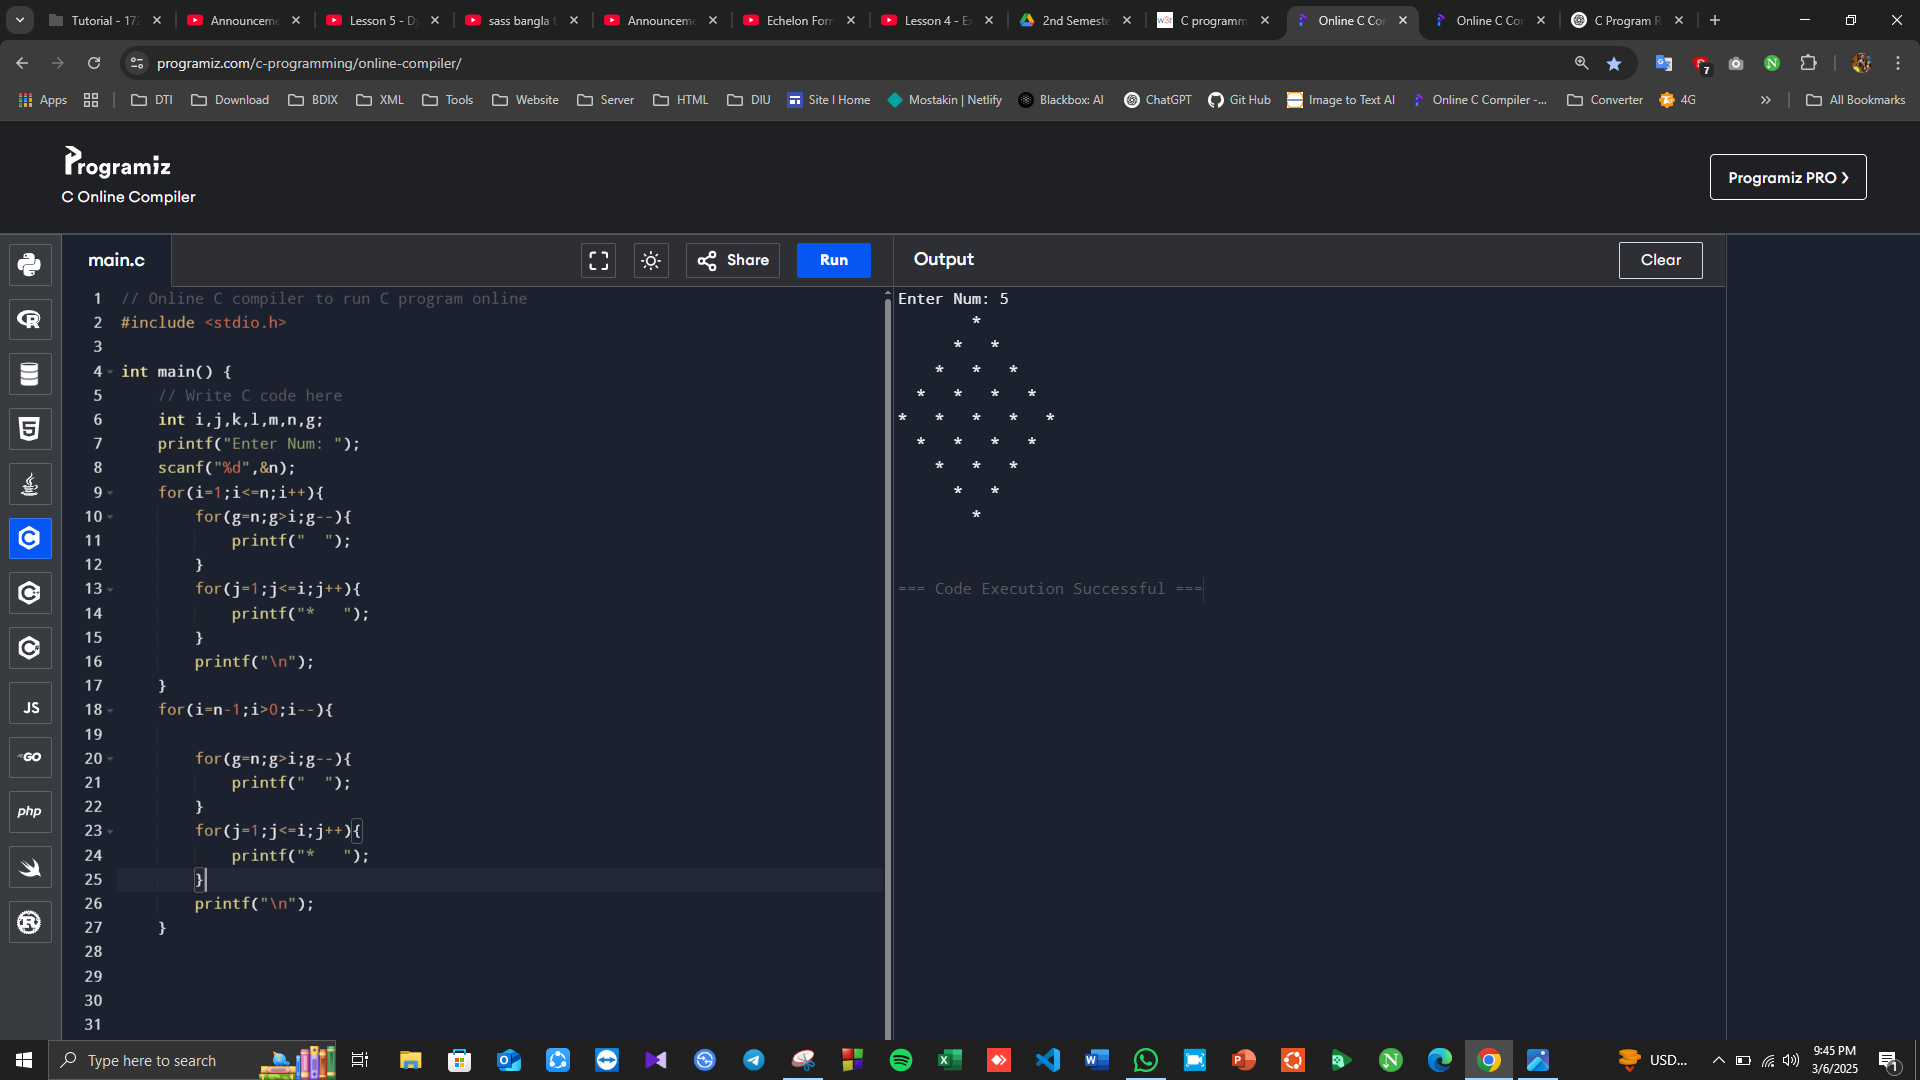 Tutorial - 17
Announceme
Lesson 5 - D
sass bangla t
Announceme
Echelon For
Lesson 4 - E
2nd Semeste
w3r C programm
Online C Co
Online C Co
C Program R
programiz.com/c-programming/online-compiler/
7
Apps DTI Download BDIX XML Tools Website Server HTML DIU Site I Home Mostakin | Netlify Blackbox: AI ChatGPT Git Hub Image to Text AI Online C Compiler -... Converter 4G » All Bookmarks
Programiz
C Online Compiler
Programiz PRO ❯
main.c
Share
Run
Output
Clear
1 // Online C compiler to run C program online
2 #include <stdio.h>
3
4 int main() {
5     // Write C code here
6     int i,j,k,l,m,n,g;
7     printf("Enter Num: ");
8     scanf("%d",&n);
9     for(i=1;i<=n;i++){
10         for(g=n;g>i;g--){
11             printf("  ");
12         }
13         for(j=1;j<=i;j++){
14             printf("*   ");
15         }
16         printf("\n");
17     }
18     for(i=n-1;i>0;i--){
19
20         for(g=n;g>i;g--){
21             printf("  ");
22         }
23         for(j=1;j<=i;j++){
24             printf("*   ");
25         }
26         printf("\n");
27     }
28
29
30
31
Enter Num: 5
        *
      *   *
    *   *   *
  *   *   *   *
*   *   *   *   *
  *   *   *   *
    *   *   *
      *   *
        *
=== Code Execution Successful ===
JS
GO
php
Type here to search
USD...
9:45 PM
3/6/2025
1